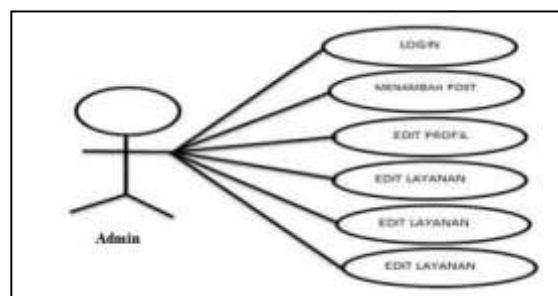 LOGIN
MENAMBAH POST
EDIT PROFIL
EDIT LAYANAN
EDIT LAYANAN
EDIT LAYANAN
Admin